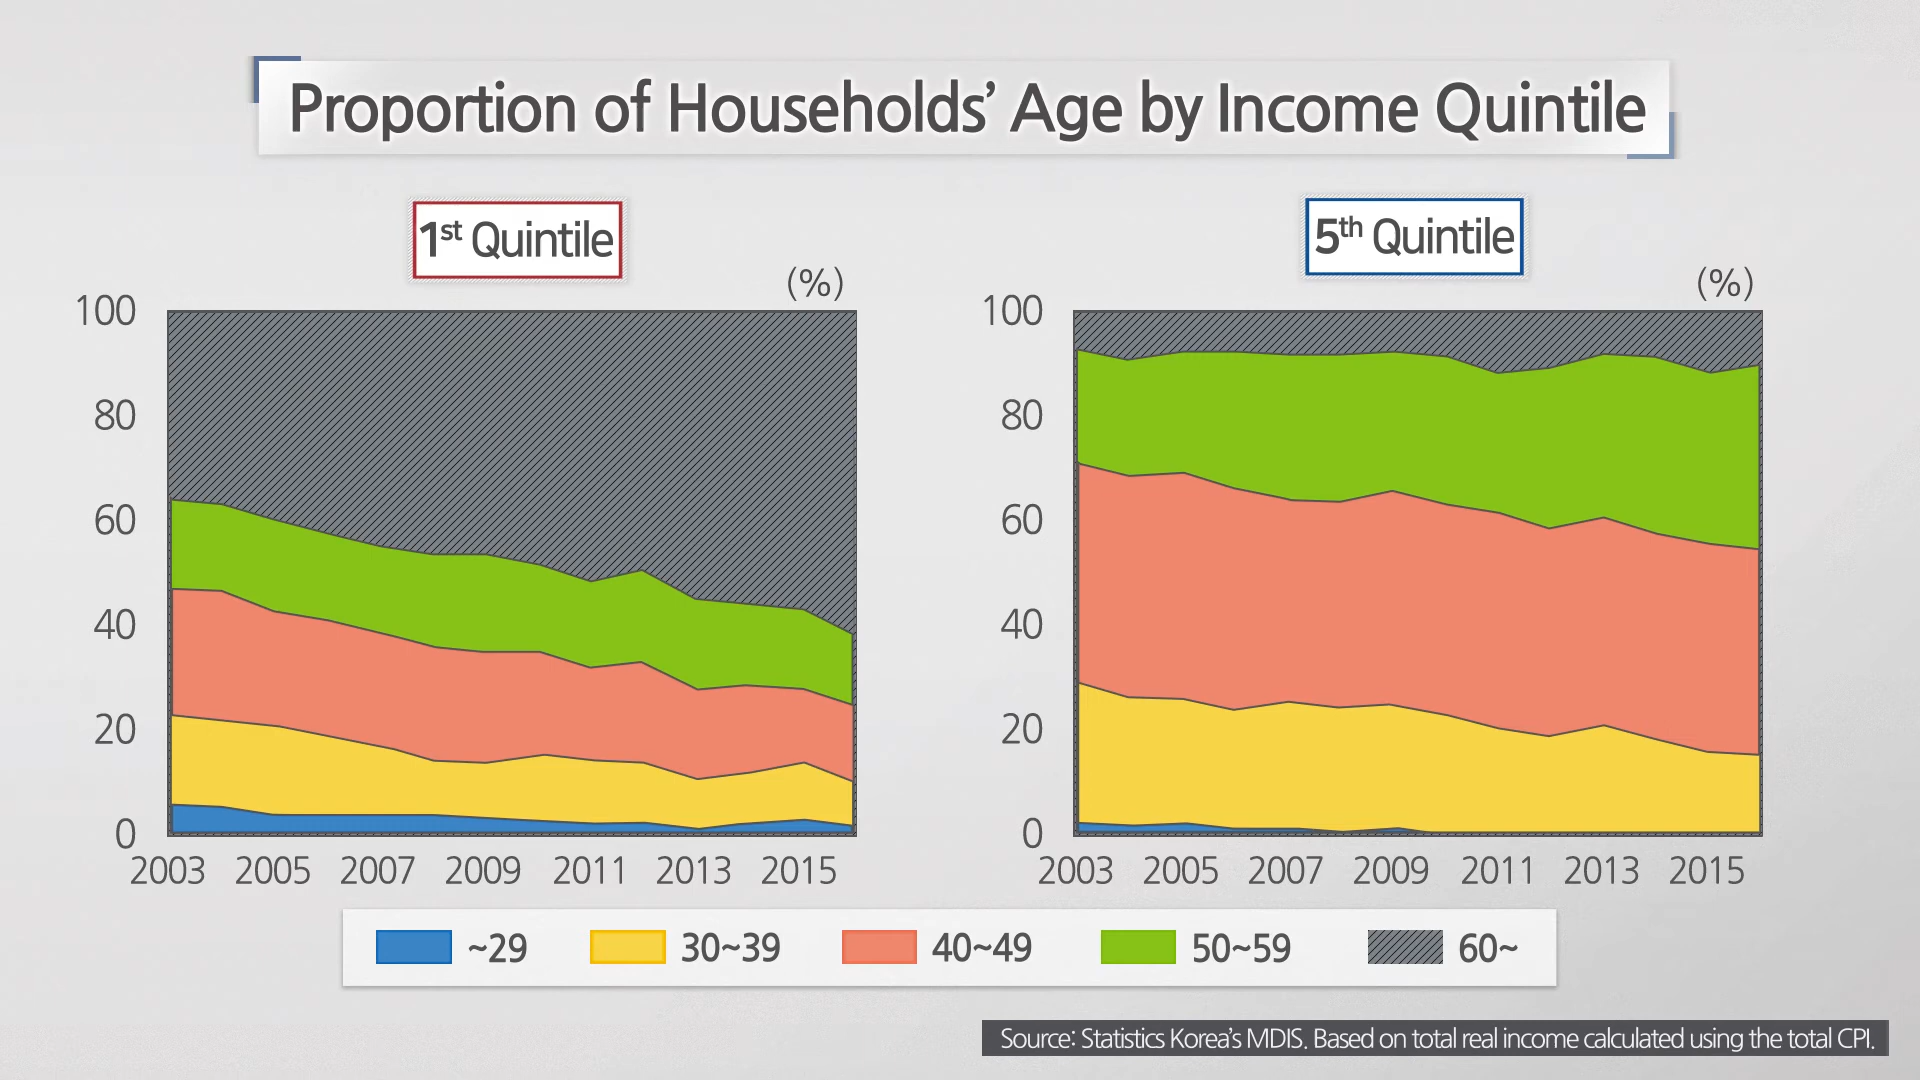 Proportion of Households’ Age by Income Quintile
1st Quintile
(%)
100
80
60
40
20
0
2003 2005 2007 2009 2011 2013 2015
5th Quintile
(%)
100
80
60
40
20
0
2003 2005 2007 2009 2011 2013 2015
~29 30~39 40~49 50~59 60~
Source: Statistics Korea’s MDIS. Based on total real income calculated using the total CPI.